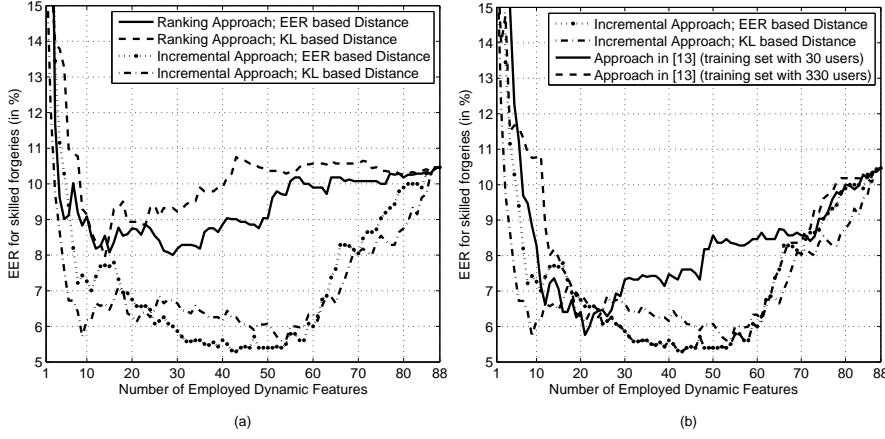 Ranking Approach; EER based Distance
Ranking Approach; KL based Distance
Incremental Approach; EER based Distance
Incremental Approach; KL based Distance
EER for skilled forgeries (in %)
15
14
13
12
11
10
9
8
7
6
5
1 10 20 30 40 50 60 70 80 88
Number of Employed Dynamic Features
(a)
Incremental Approach; EER based Distance
Incremental Approach; KL based Distance
Approach in [13] (training set with 30 users)
Approach in [13] (training set with 330 users)
EER for skilled forgeries (in %)
15
14
13
12
11
10
9
8
7
6
5
1 10 20 30 40 50 60 70 80 88
Number of Employed Dynamic Features
(b)